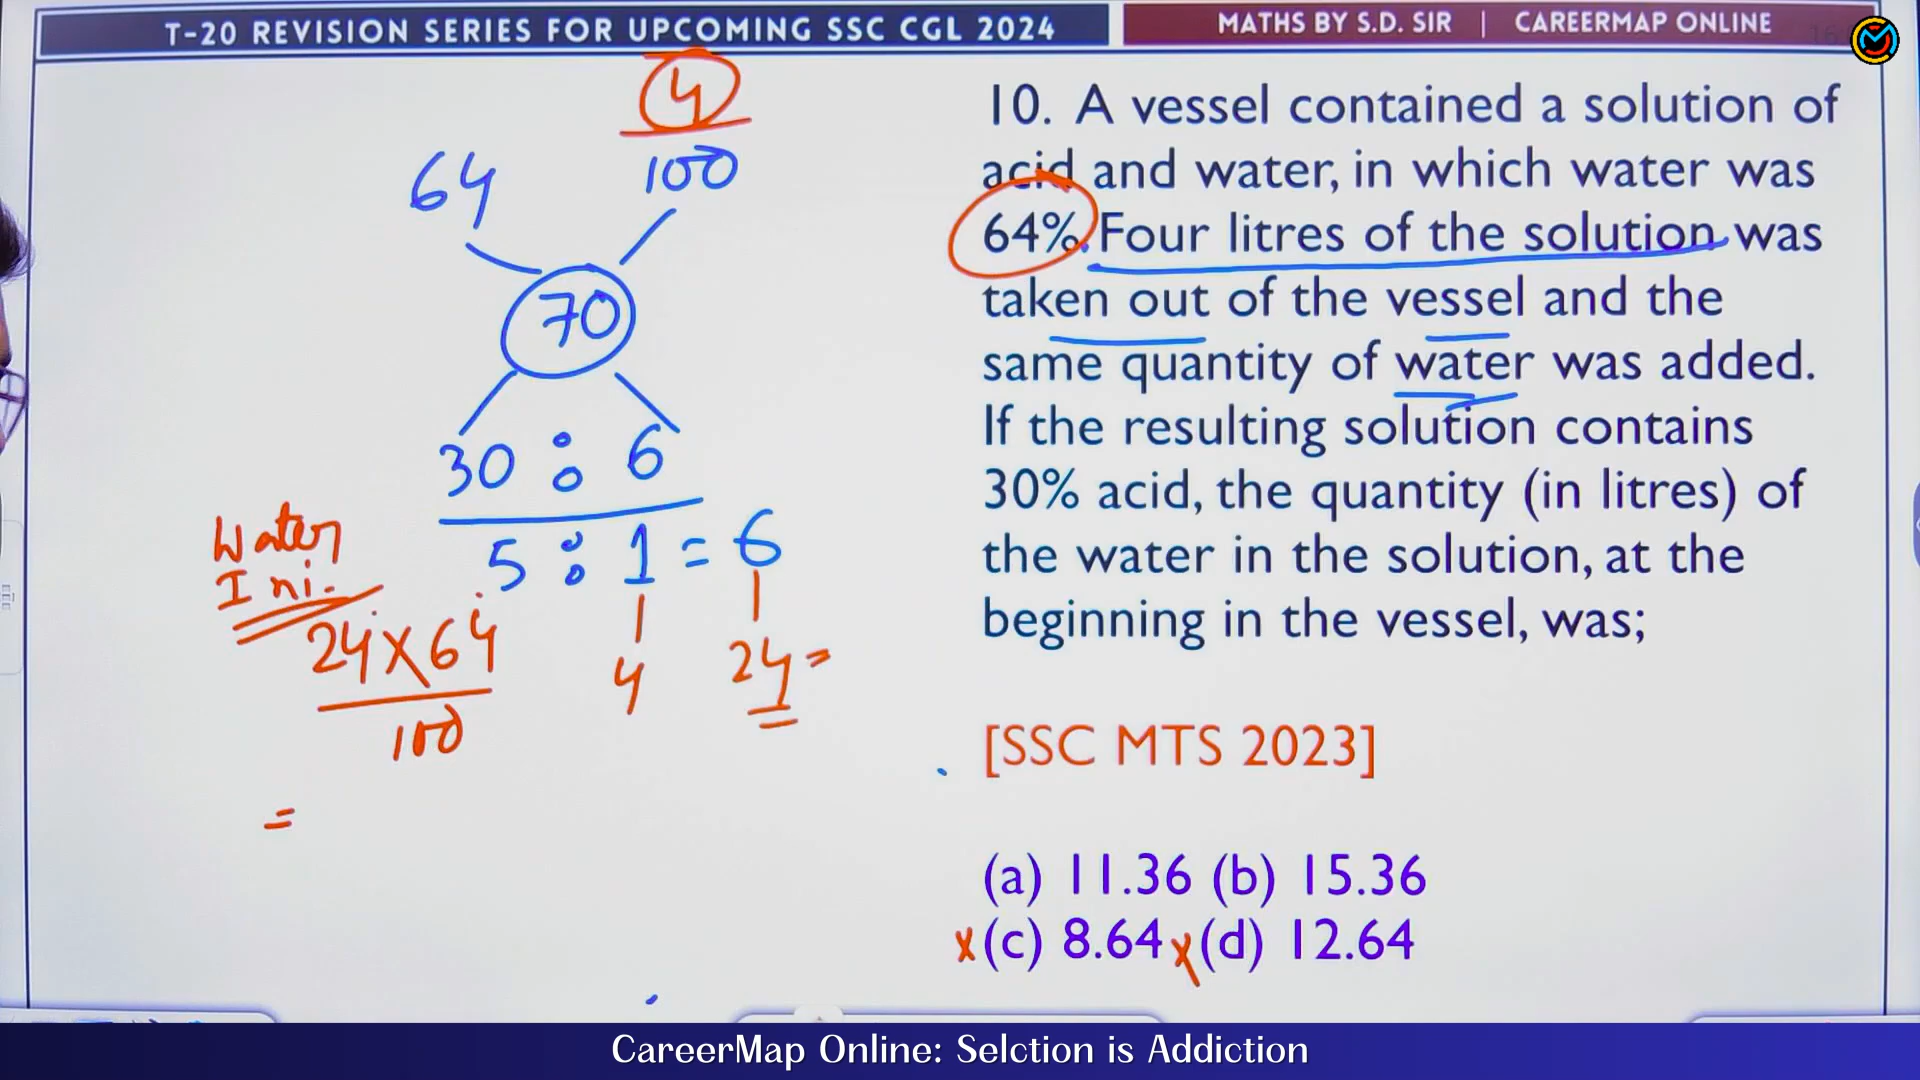 T-20 REVISION SERIES FOR UPCOMING SSC CGL 2024
MATHS BY S.D. SIR | CAREERMAP ONLINE
10. A vessel contained a solution of
acid and water, in which water was
64%. Four litres of the solution was
taken out of the vessel and the
same quantity of water was added.
If the resulting solution contains
30% acid, the quantity (in litres) of
the water in the solution, at the
beginning in the vessel, was;
[SSC MTS 2023]
(a) 11.36 (b) 15.36
x (c) 8.64 x (d) 12.64
4
64 100
70
30 : 6
5 : 1 = 6
4 24 =
Water
Ini.
24 x 64
100
=
CareerMap Online: Selction is Addiction